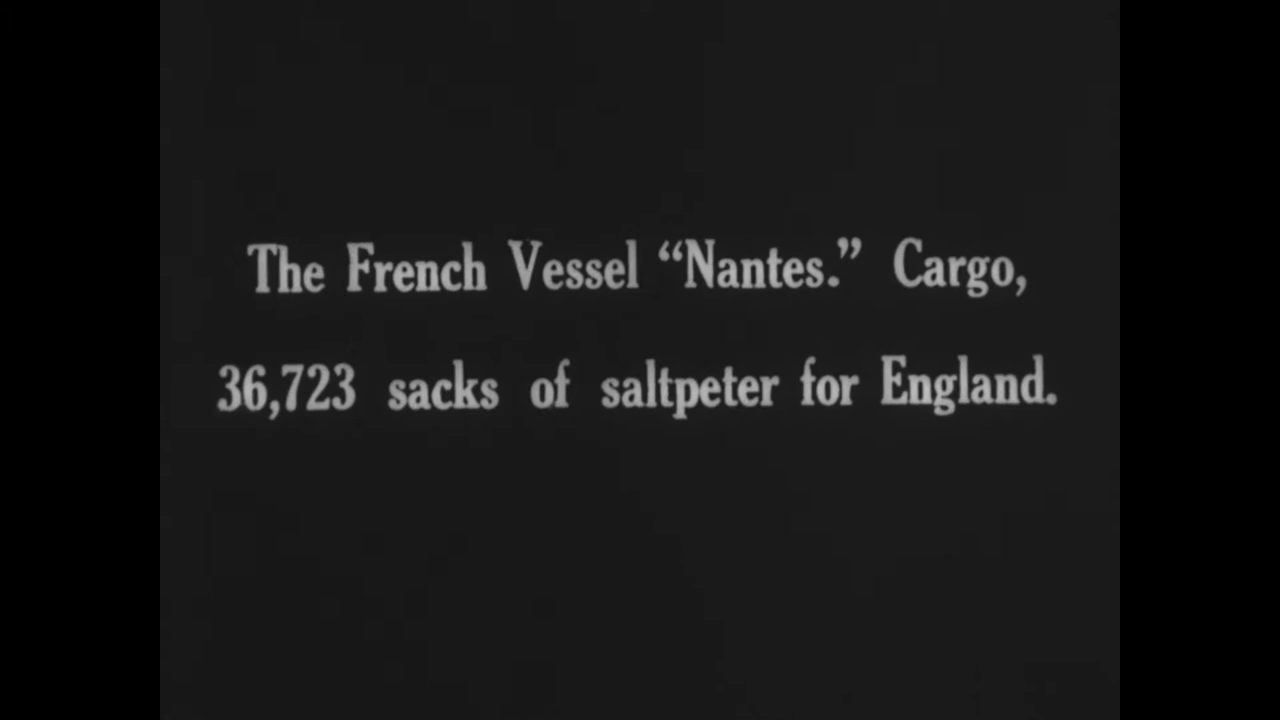 The French Vessel “Nantes.” Cargo,
36,723 sacks of saltpeter for England.